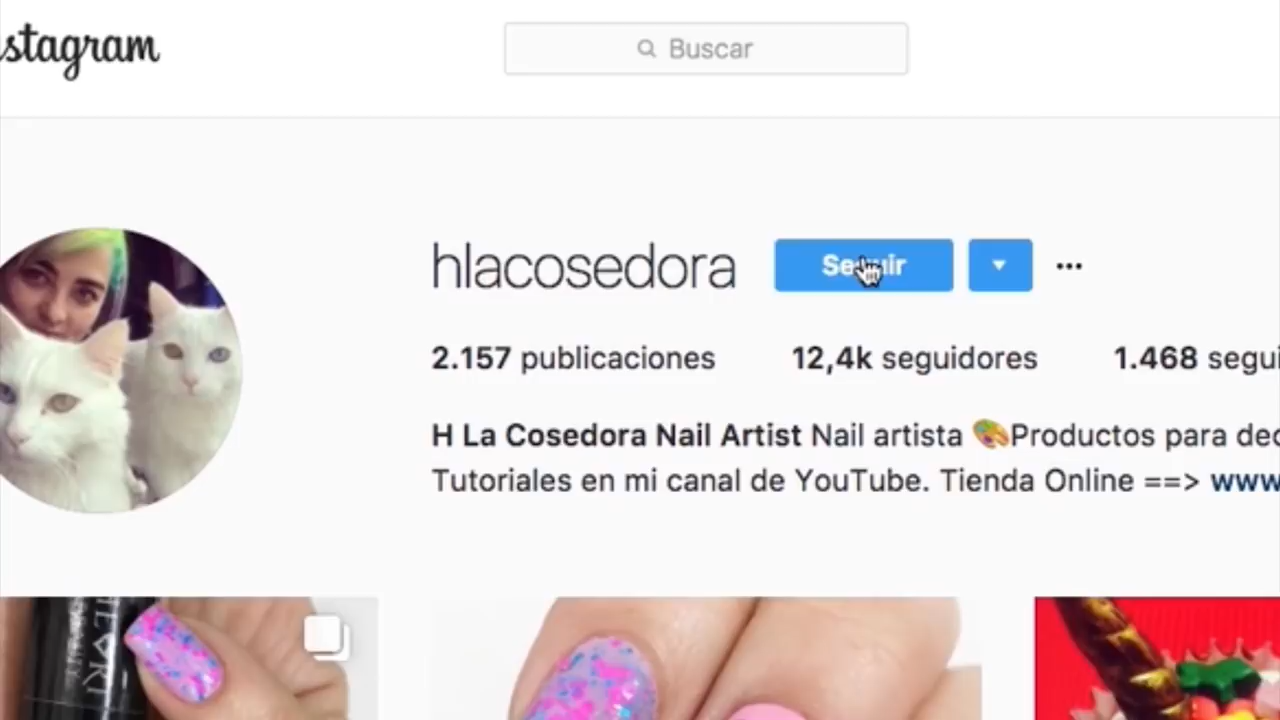 stagram
Buscar
hlacosedora Seguir
2.157 publicaciones 12,4k seguidores 1.468 segui
H La Cosedora Nail Artist Nail artista 🎨Productos para dec
Tutoriales en mi canal de YouTube. Tienda Online ==> www